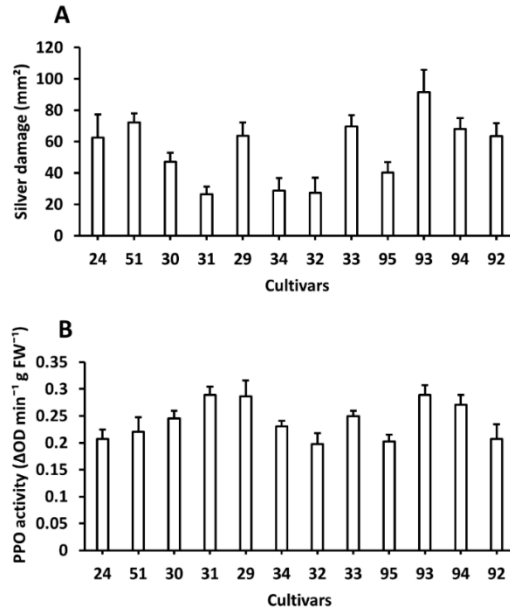 A
Silver damage (mm²)
120
100
80
60
40
20
0
24 51 30 31 29 34 32 33 95 93 94 92
Cultivars
B
PPO activity (ΔOD min⁻¹ g FW⁻¹)
0.35
0.3
0.25
0.2
0.15
0.1
0.05
0
24 51 30 31 29 34 32 33 95 93 94 92
Cultivars